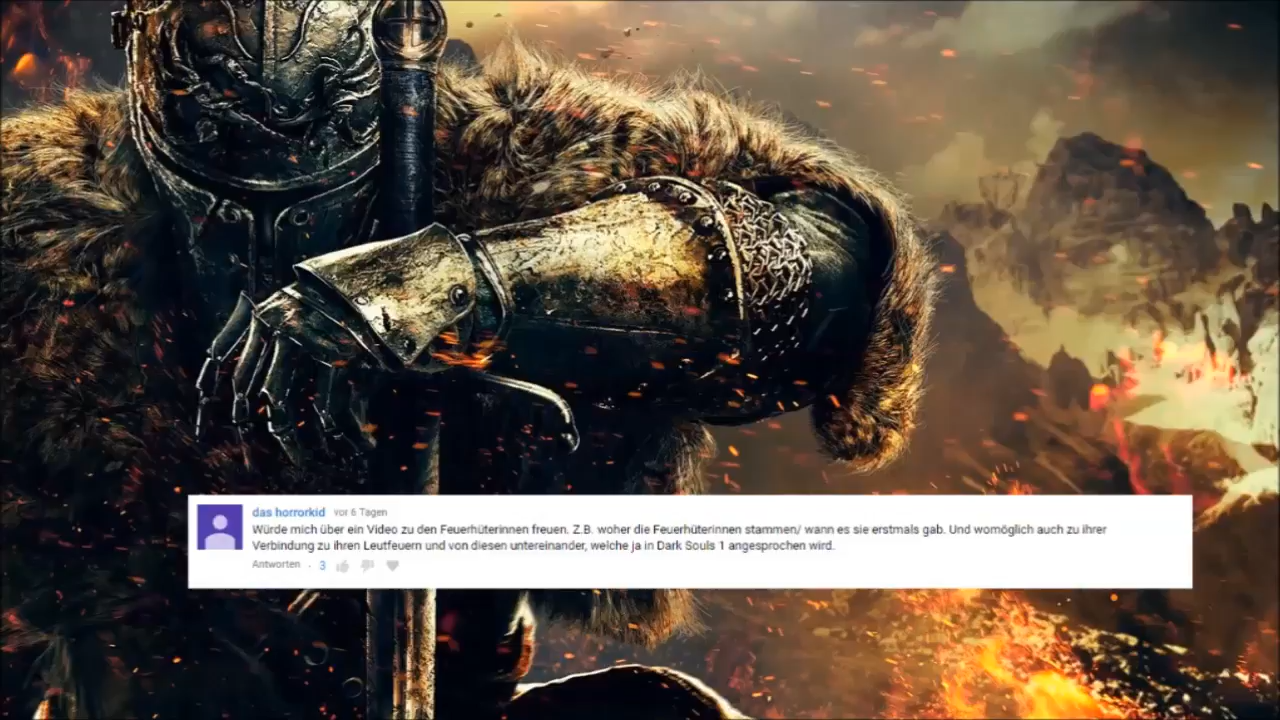 das horrorkid vor 6 Tagen
Würde mich über ein Video zu den Feuerhüterinnen freuen. Z.B. woher die Feuerhüterinnen stammen/ wann es sie erstmals gab. Und womöglich auch zu ihrer
Verbindung zu ihren Leutfeuern und von diesen untereinander, welche ja in Dark Souls 1 angesprochen wird.
Antworten · 3